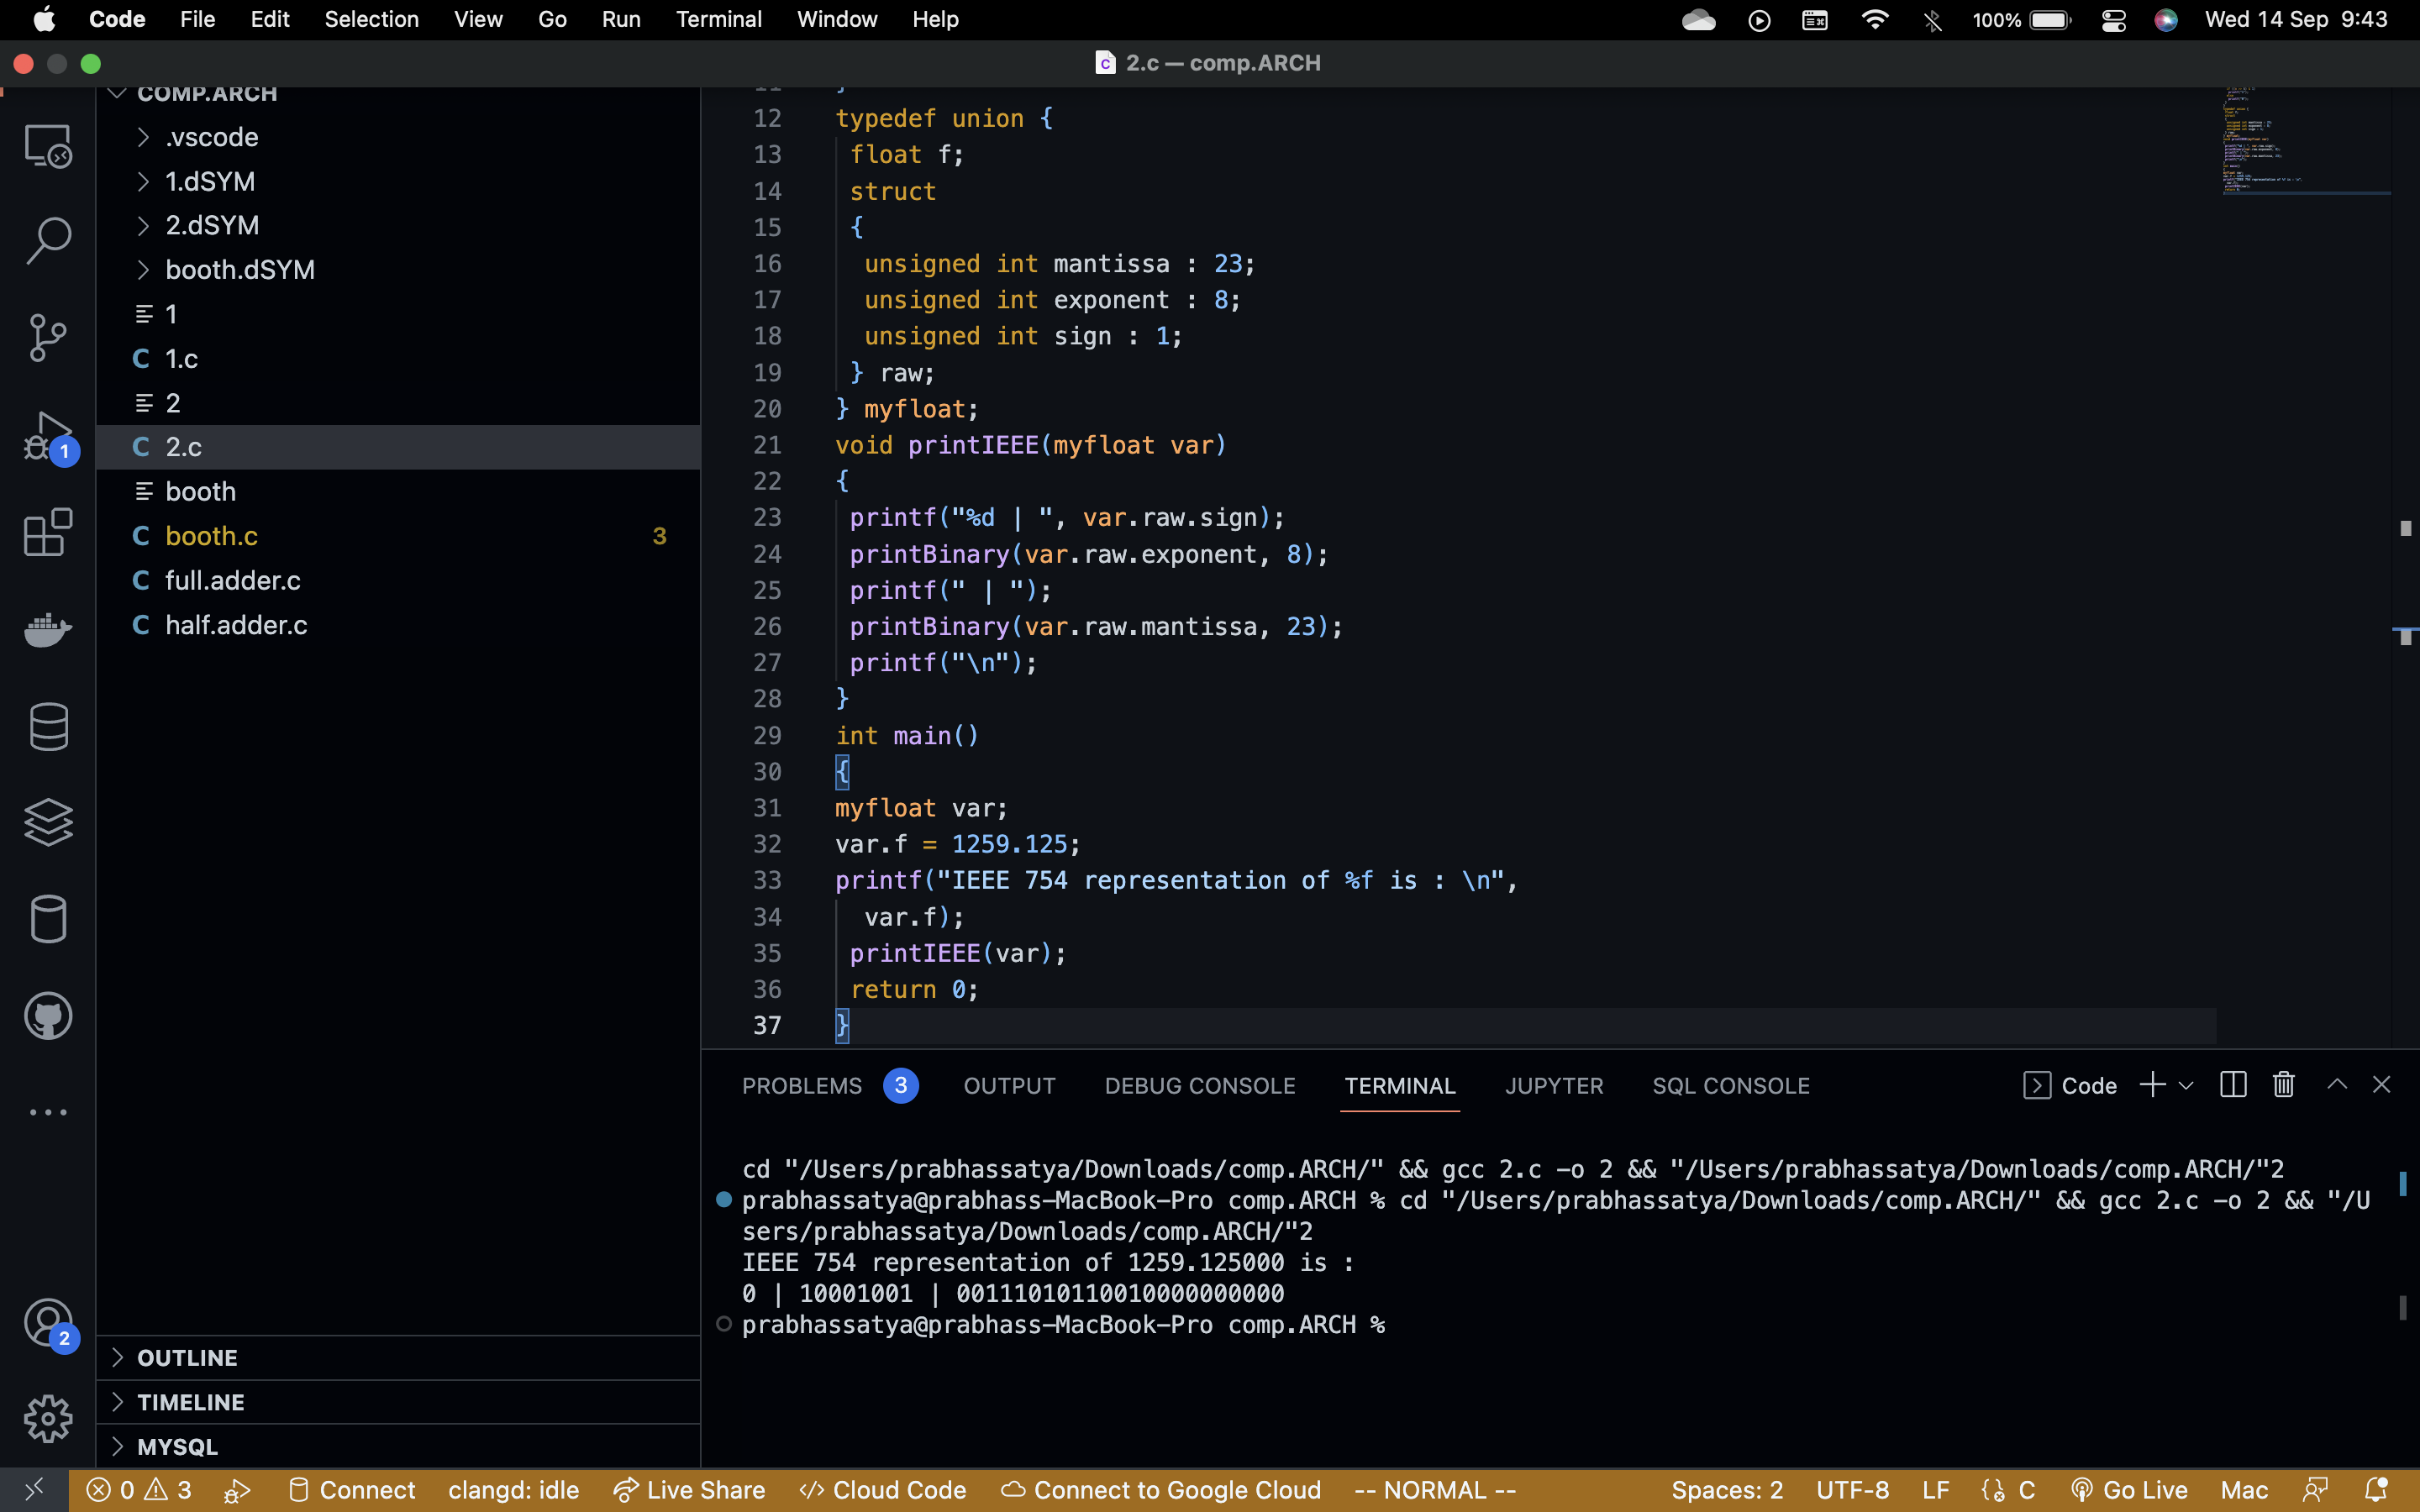 Code File Edit Selection View Go Run Terminal Window Help 100% Wed 14 Sep 9:43
2.c — comp.ARCH
COMP.ARCH
.vscode
1.dSYM
2.dSYM
booth.dSYM
1
C 1.c
2
C 2.c
booth
C booth.c 3
C full.adder.c
C half.adder.c
1
2
OUTLINE
TIMELINE
MYSQL
12 typedef union {
13 float f;
14 struct
15 {
16 unsigned int mantissa : 23;
17 unsigned int exponent : 8;
18 unsigned int sign : 1;
19 } raw;
20 } myfloat;
21 void printIEEE(myfloat var)
22 {
23 printf("%d | ", var.raw.sign);
24 printBinary(var.raw.exponent, 8);
25 printf(" | ");
26 printBinary(var.raw.mantissa, 23);
27 printf("\n");
28 }
29 int main()
30 {
31 myfloat var;
32 var.f = 1259.125;
33 printf("IEEE 754 representation of %f is : \n",
34 var.f);
35 printIEEE(var);
36 return 0;
37 }
PROBLEMS 3 OUTPUT DEBUG CONSOLE TERMINAL JUPYTER SQL CONSOLE Code
cd "/Users/prabhassatya/Downloads/comp.ARCH/" && gcc 2.c -o 2 && "/Users/prabhassatya/Downloads/comp.ARCH/"2
prabhassatya@prabhass-MacBook-Pro comp.ARCH % cd "/Users/prabhassatya/Downloads/comp.ARCH/" && gcc 2.c -o 2 && "/U
sers/prabhassatya/Downloads/comp.ARCH/"2
IEEE 754 representation of 1259.125000 is :
0 | 10001001 | 00111010110010000000000
prabhassatya@prabhass-MacBook-Pro comp.ARCH %
0 3 Connect clangd: idle Live Share Cloud Code Connect to Google Cloud -- NORMAL -- Spaces: 2 UTF-8 LF C Go Live Mac